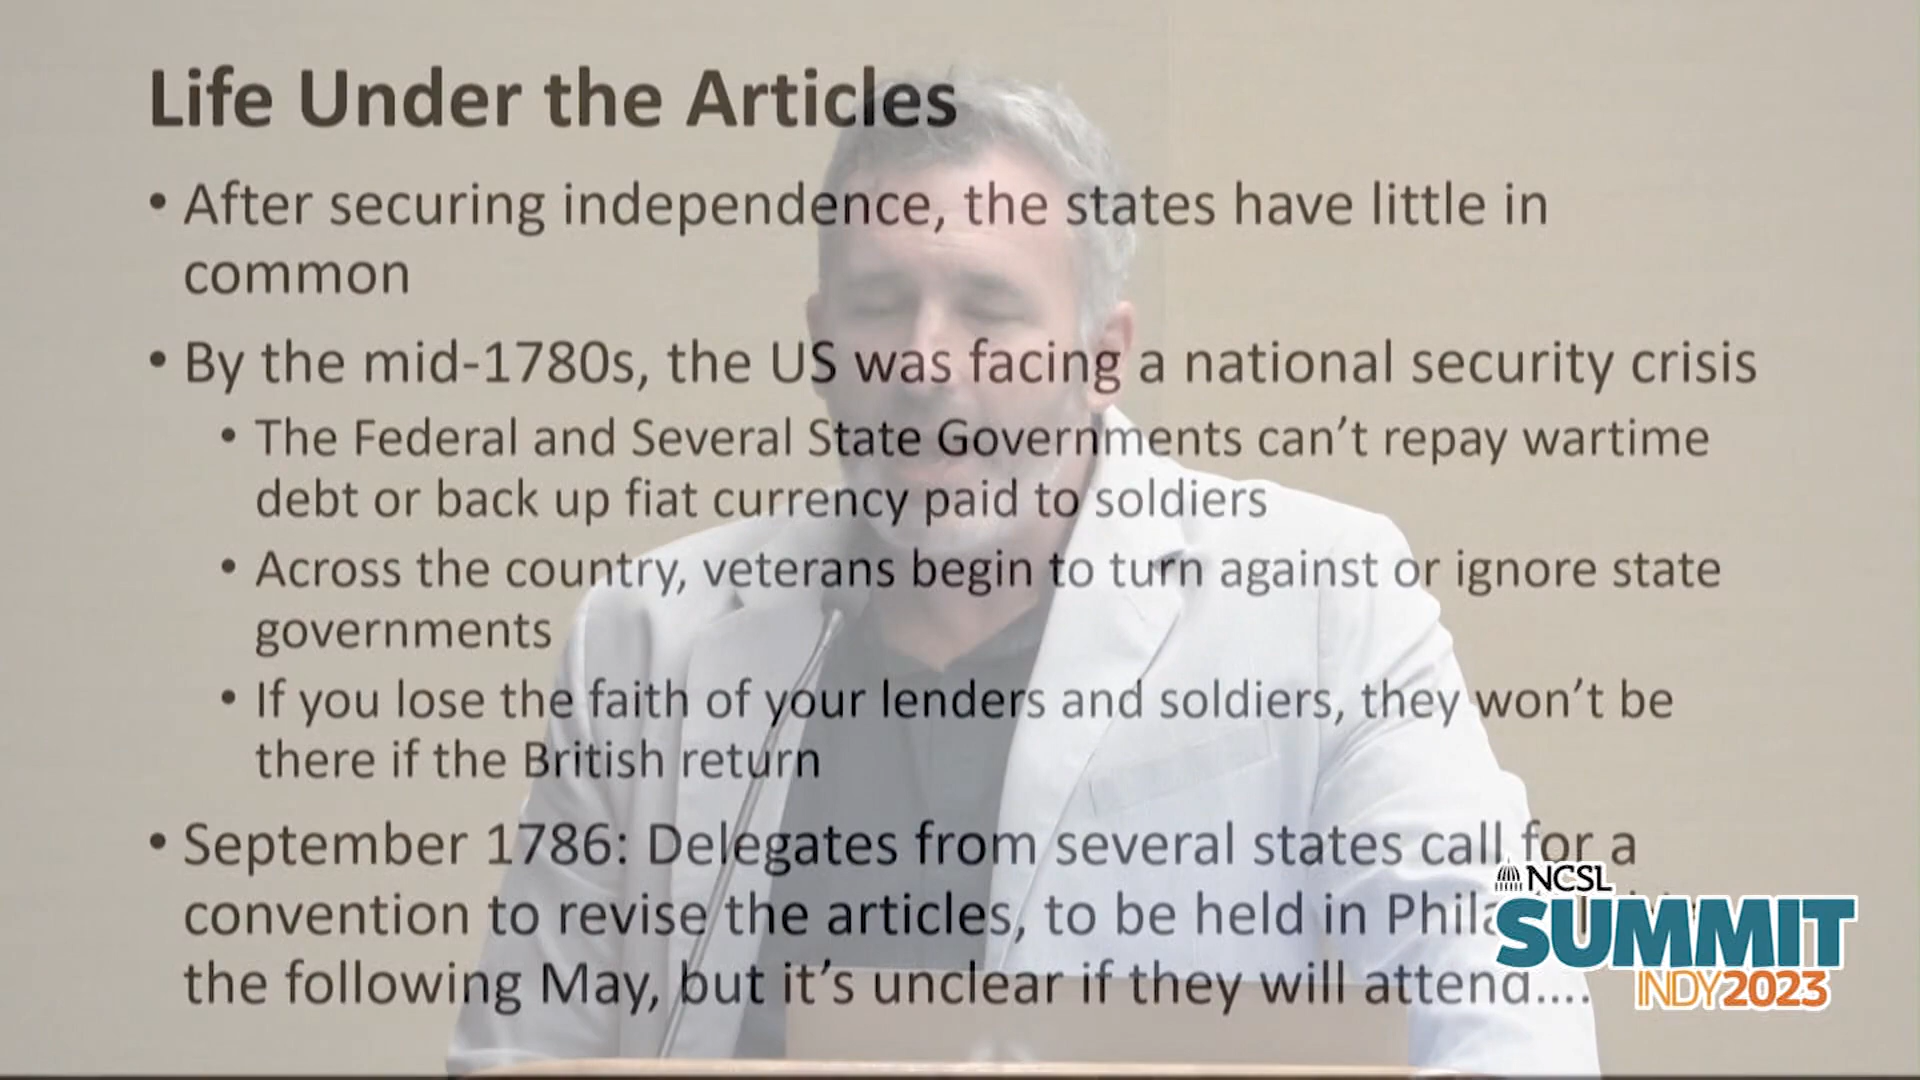 Life Under the Articles
• After securing independence, the states have little in
common
• By the mid-1780s, the US was facing a national security crisis
• The Federal and Several State Governments can't repay wartime
debt or back up fiat currency paid to soldiers
• Across the country, veterans begin to turn against or ignore state
governments
• If you lose the faith of your lenders and soldiers, they won't be
there if the British return
• September 1786: Delegates from several states call for a
convention to revise the articles, to be held in
the following May, but it's unclear if they will attend....
NCSL
SUMMIT
INDY2023